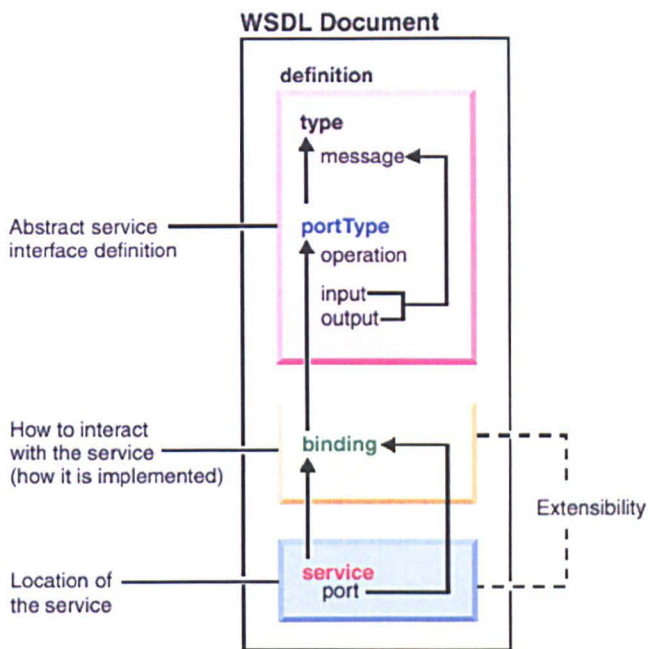 WSDL Document
definition
type
message
Abstract service
interface definition
portType
operation
input
output
How to interact
with the service
(how it is implemented)
binding
Extensibility
Location of
the service
service
port